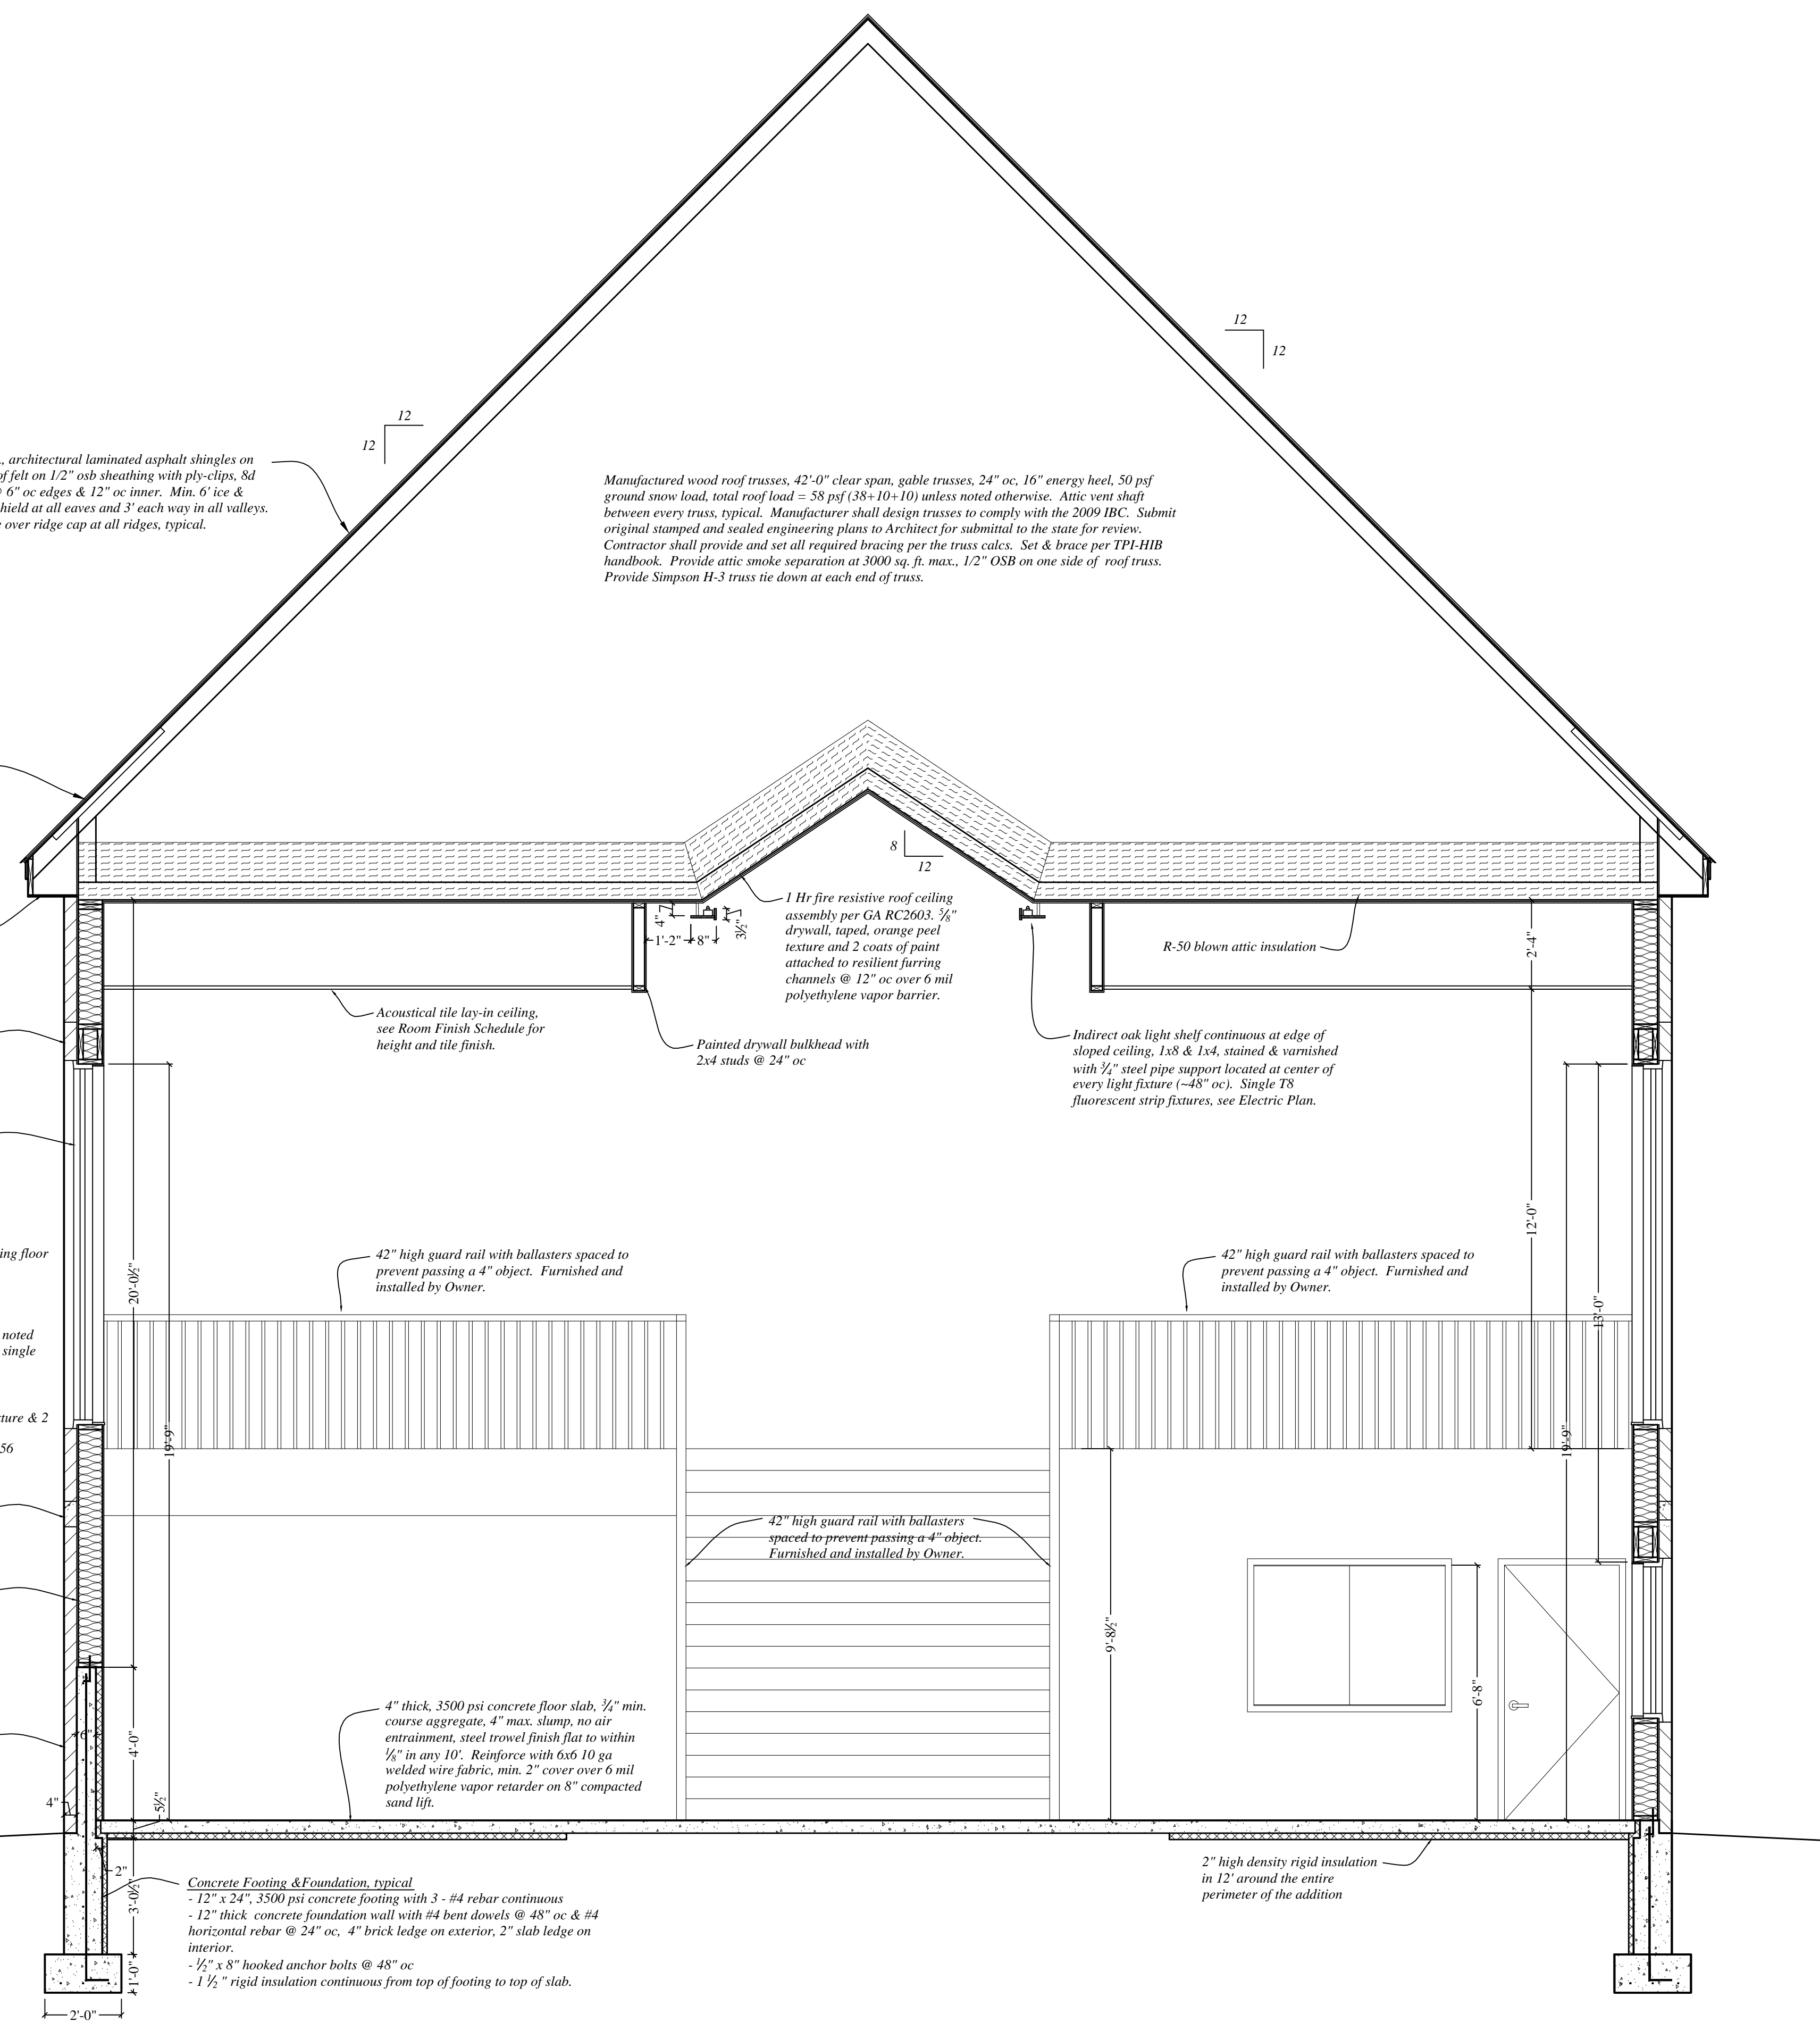 12
12
12
12
., architectural laminated asphalt shingles on
of felt on 1/2" osb sheathing with ply-clips, 8d
@ 6" oc edges & 12" oc inner. Min. 6' ice &
hield at all eaves and 3' each way in all valleys.
e over ridge cap at all ridges, typical.
Manufactured wood roof trusses, 42'-0" clear span, gable trusses, 24" oc, 16" energy heel, 50 psf
ground snow load, total roof load = 58 psf (38+10+10) unless noted otherwise. Attic vent shaft
between every truss, typical. Manufacturer shall design trusses to comply with the 2009 IBC. Submit
original stamped and sealed engineering plans to Architect for submittal to the state for review.
Contractor shall provide and set all required bracing per the truss calcs. Set & brace per TPI-HIB
handbook. Provide attic smoke separation at 3000 sq. ft. max., 1/2" OSB on one side of roof truss.
Provide Simpson H-3 truss tie down at each end of truss.
8
12
1 Hr fire resistive roof ceiling
assembly per GA RC2603. 5/8"
drywall, taped, orange peel
texture and 2 coats of paint
attached to resilient furring
channels @ 12" oc over 6 mil
polyethylene vapor barrier.
4"
1'-2"
8"
3½"
R-50 blown attic insulation
2'-4"
Acoustical tile lay-in ceiling,
see Room Finish Schedule for
height and tile finish.
Painted drywall bulkhead with
2x4 studs @ 24" oc
Indirect oak light shelf continuous at edge of
sloped ceiling, 1x8 & 1x4, stained & varnished
with ¾" steel pipe support located at center of
every light fixture (~48" oc). Single T8
fluorescent strip fixtures, see Electric Plan.
ing floor
noted
single
ture & 2
56
20'-0½"
19'-9"
42" high guard rail with ballasters spaced to
prevent passing a 4" object. Furnished and
installed by Owner.
42" high guard rail with ballasters spaced to
prevent passing a 4" object. Furnished and
installed by Owner.
12'-0"
13'-0"
19'-9"
42" high guard rail with ballasters
spaced to prevent passing a 4" object.
Furnished and installed by Owner.
9'-8½"
6'-8"
4" thick, 3500 psi concrete floor slab, ¾" min.
course aggregate, 4" max. slump, no air
entrainment, steel trowel finish flat to within
⅛" in any 10'. Reinforce with 6x6 10 ga
welded wire fabric, min. 2" cover over 6 mil
polyethylene vapor retarder on 8" compacted
sand lift.
6"
4'-0"
4"
5½"
2"
3'-0½"
1'-0"
2'-0"
Concrete Footing &Foundation, typical
- 12" x 24", 3500 psi concrete footing with 3 - #4 rebar continuous
- 12" thick concrete foundation wall with #4 bent dowels @ 48" oc & #4
horizontal rebar @ 24" oc, 4" brick ledge on exterior, 2" slab ledge on
interior.
- ½" x 8" hooked anchor bolts @ 48" oc
- 1 ½ " rigid insulation continuous from top of footing to top of slab.
2" high density rigid insulation
in 12' around the entire
perimeter of the addition